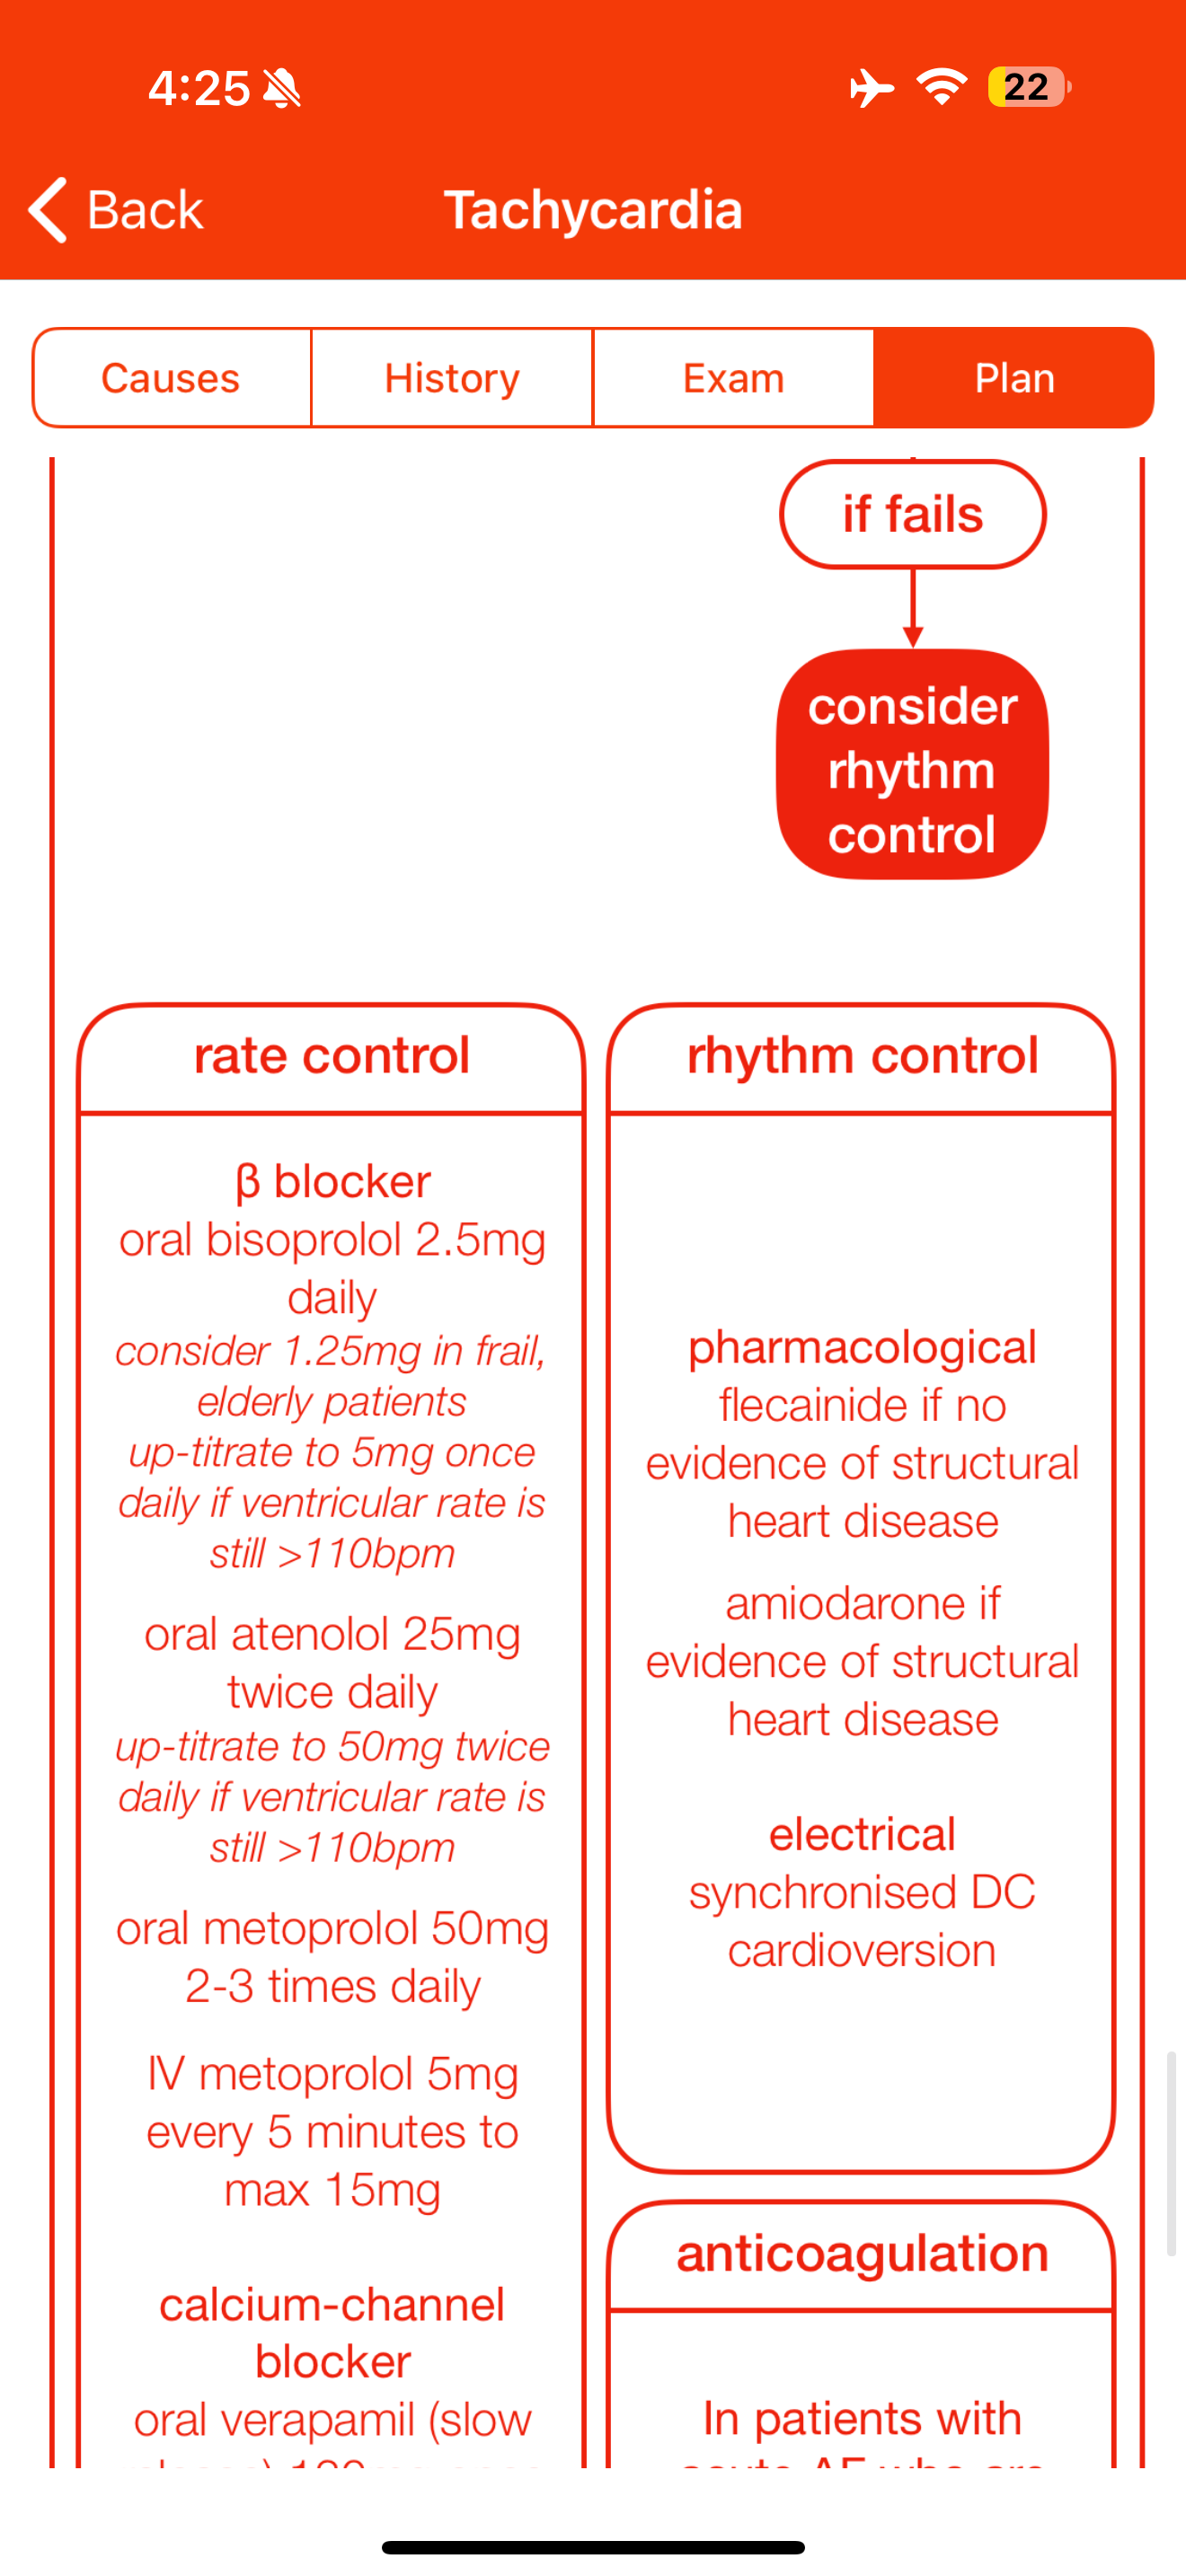 4:25
22
Back
Tachycardia
Causes
History
Exam
Plan
if fails
consider
rhythm
control
rate control
β blocker
oral bisoprolol 2.5mg
daily
consider 1.25mg in frail,
elderly patients
up-titrate to 5mg once
daily if ventricular rate is
still >110bpm
oral atenolol 25mg
twice daily
up-titrate to 50mg twice
daily if ventricular rate is
still >110bpm
oral metoprolol 50mg
2-3 times daily
IV metoprolol 5mg
every 5 minutes to
max 15mg
calcium-channel
blocker
oral verapamil (slow
rhythm control
pharmacological
flecainide if no
evidence of structural
heart disease
amiodarone if
evidence of structural
heart disease
electrical
synchronised DC
cardioversion
anticoagulation
In patients with
acute AF who are